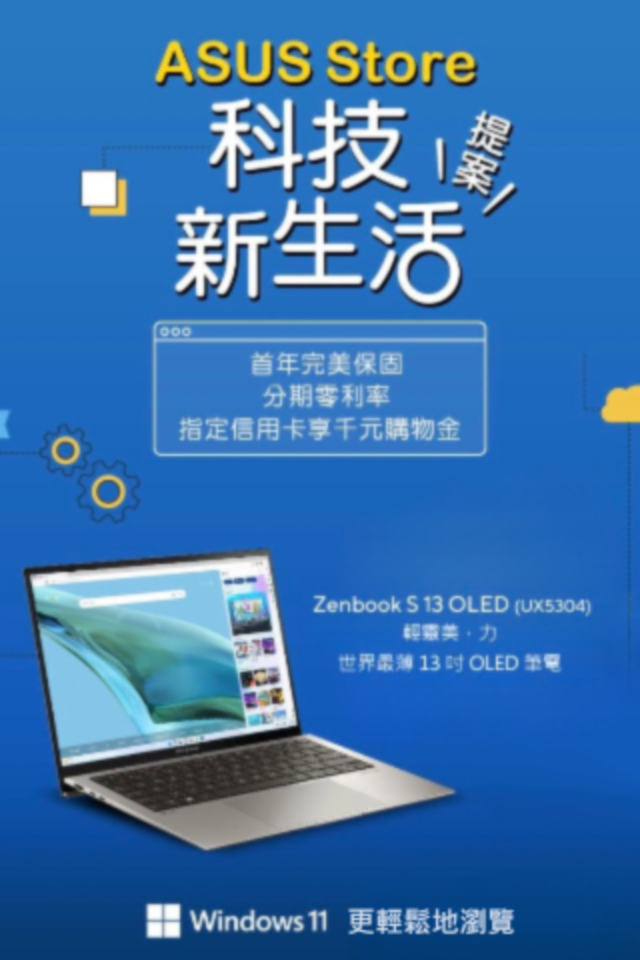 ASUS Store
科技
提案
新生活
首年完美保固
分期零利率
指定信用卡享千元購物金
Zenbook S 13 OLED (UX5304)
輕靈美．力
世界最薄 13 吋 OLED 筆電
Windows 11 更輕鬆地瀏覽